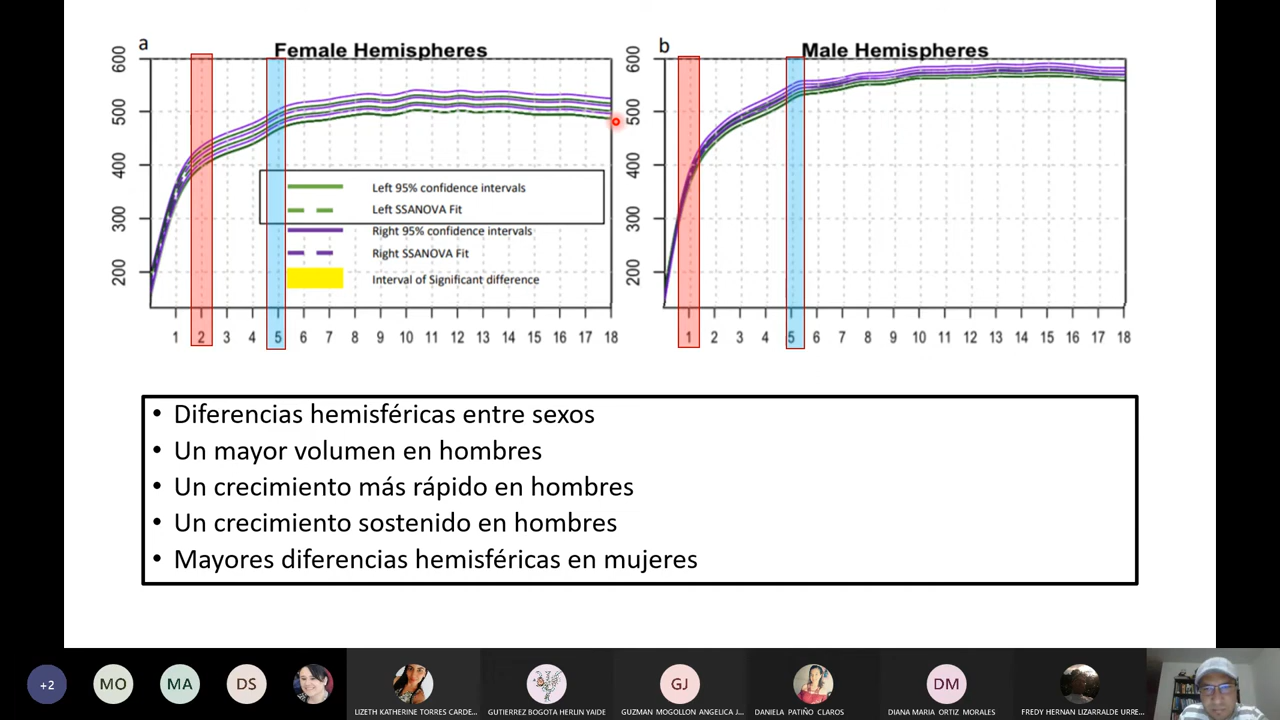 a
Female Hemispheres
600
500
400
300
200
Left 95% confidence intervals
Left SSANOVA Fit
Right 95% confidence intervals
Right SSANOVA Fit
Interval of Significant difference
1 2 3 4 5 6 7 8 9 10 11 12 13 14 15 16 17 18
b
Male Hemispheres
600
500
400
300
200
1 2 3 4 5 6 7 8 9 10 11 12 13 14 15 16 17 18
• Diferencias hemisféricas entre sexos
• Un mayor volumen en hombres
• Un crecimiento más rápido en hombres
• Un crecimiento sostenido en hombres
• Mayores diferencias hemisféricas en mujeres
+2
MO
MA
DS
LIZETH KATHERINE TORRES CARDE...
GUTIERREZ BOGOTA HERLIN YAIDE
GJ
GUZMAN MOGOLLON ANGELICA J...
DANIELA PATIÑO CLAROS
DM
DIANA MARIA ORTIZ MORALES
FREDY HERNAN LIZARRALDE URRE...